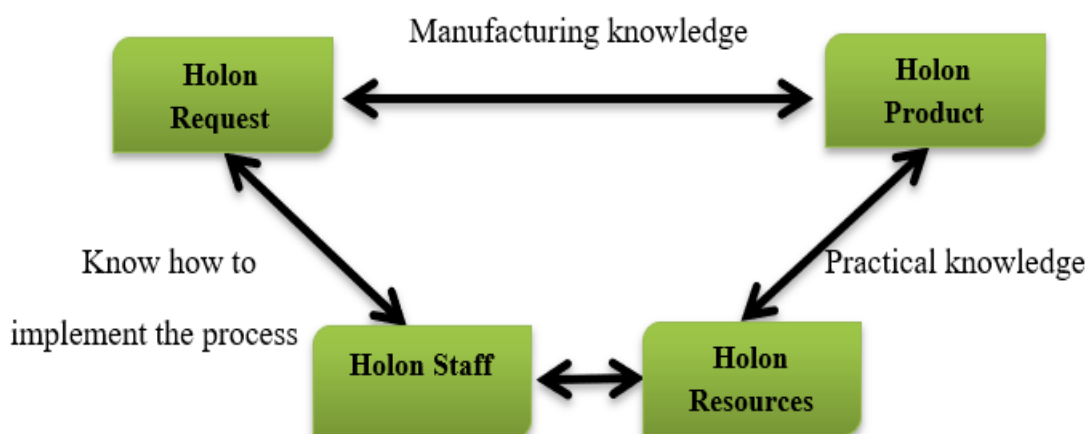 Manufacturing knowledge
Holon
Request
Holon
Product
Know how to
implement the process
Practical knowledge
Holon Staff
Holon
Resources